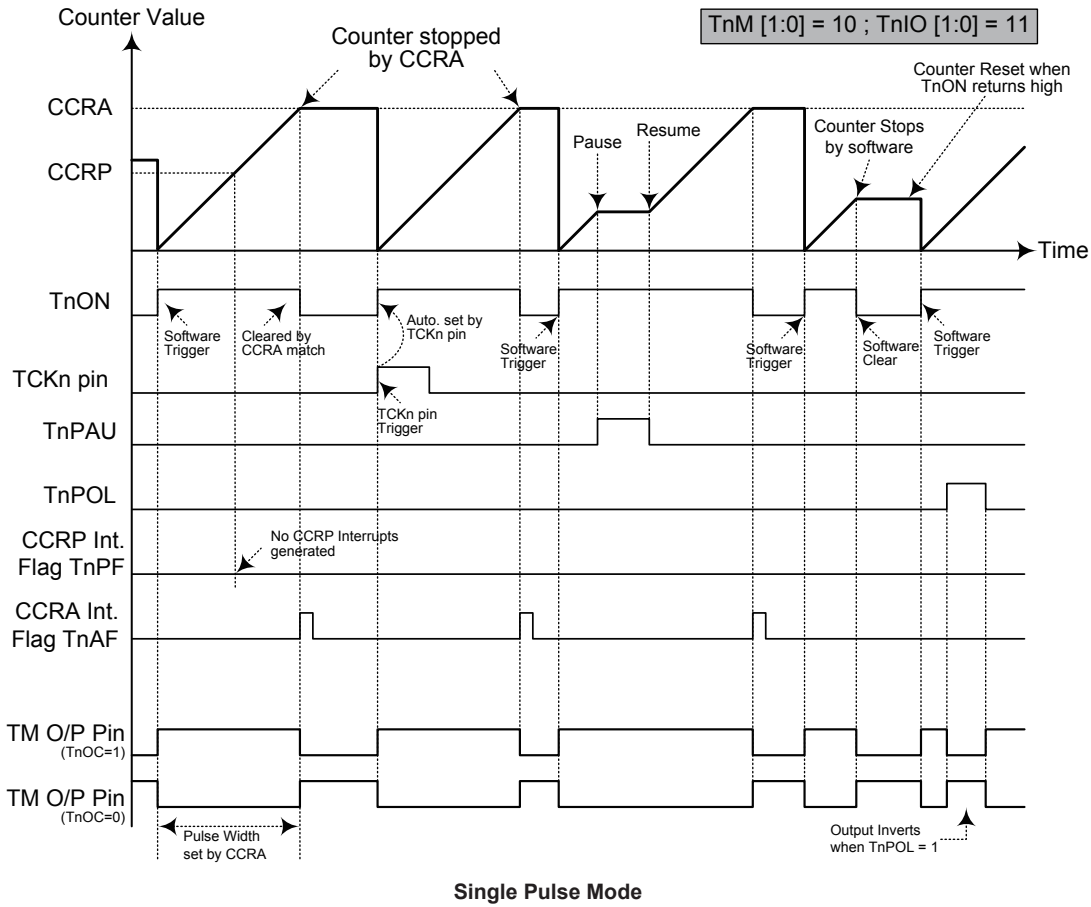 Counter Value
TnM [1:0] = 10 ; TnIO [1:0] = 11
Counter stopped
by CCRA
Counter Reset when
TnON returns high
CCRA
Pause
Resume
Counter Stops
by software
CCRP
Time
TnON
Software
Trigger
Cleared by
CCRA match
Auto. set by
TCKn pin
Software
Trigger
Software
Trigger
Software
Clear
Software
Trigger
TCKn pin
TCKn pin
Trigger
TnPAU
TnPOL
CCRP Int.
Flag TnPF
No CCRP Interrupts
generated
CCRA Int.
Flag TnAF
TM O/P Pin
(TnOC=1)
TM O/P Pin
(TnOC=0)
Pulse Width
set by CCRA
Output Inverts
when TnPOL = 1
Single Pulse Mode